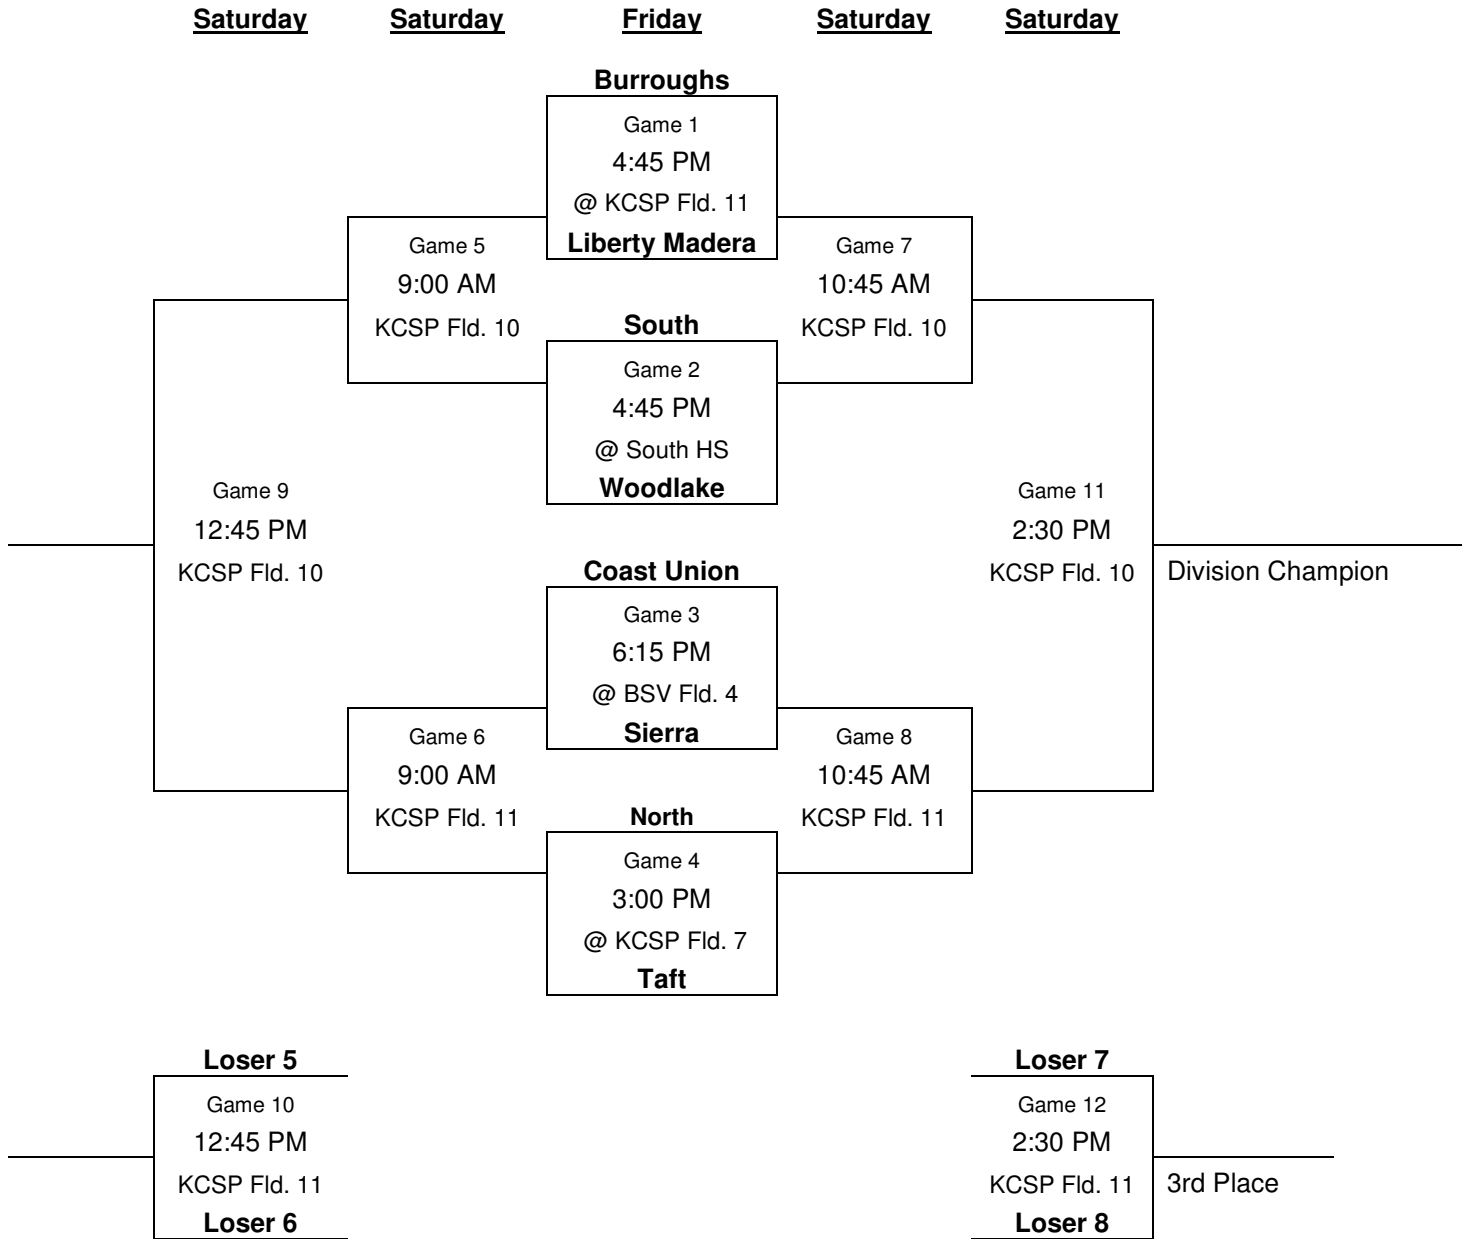 Saturday Saturday Friday Saturday Saturday
Burroughs
Game 1
4:45 PM
@ KCSP Fld. 11
Liberty Madera
Game 5
9:00 AM
KCSP Fld. 10
Game 7
10:45 AM
KCSP Fld. 10
South
Game 2
4:45 PM
@ South HS
Woodlake
Game 9
12:45 PM
KCSP Fld. 10
Game 11
2:30 PM
KCSP Fld. 10
Division Champion
Coast Union
Game 3
6:15 PM
@ BSV Fld. 4
Sierra
Game 6
9:00 AM
KCSP Fld. 11
Game 8
10:45 AM
KCSP Fld. 11
North
Game 4
3:00 PM
@ KCSP Fld. 7
Taft
Loser 5
Game 10
12:45 PM
KCSP Fld. 11
Loser 6
Loser 7
Game 12
2:30 PM
KCSP Fld. 11
Loser 8
3rd Place